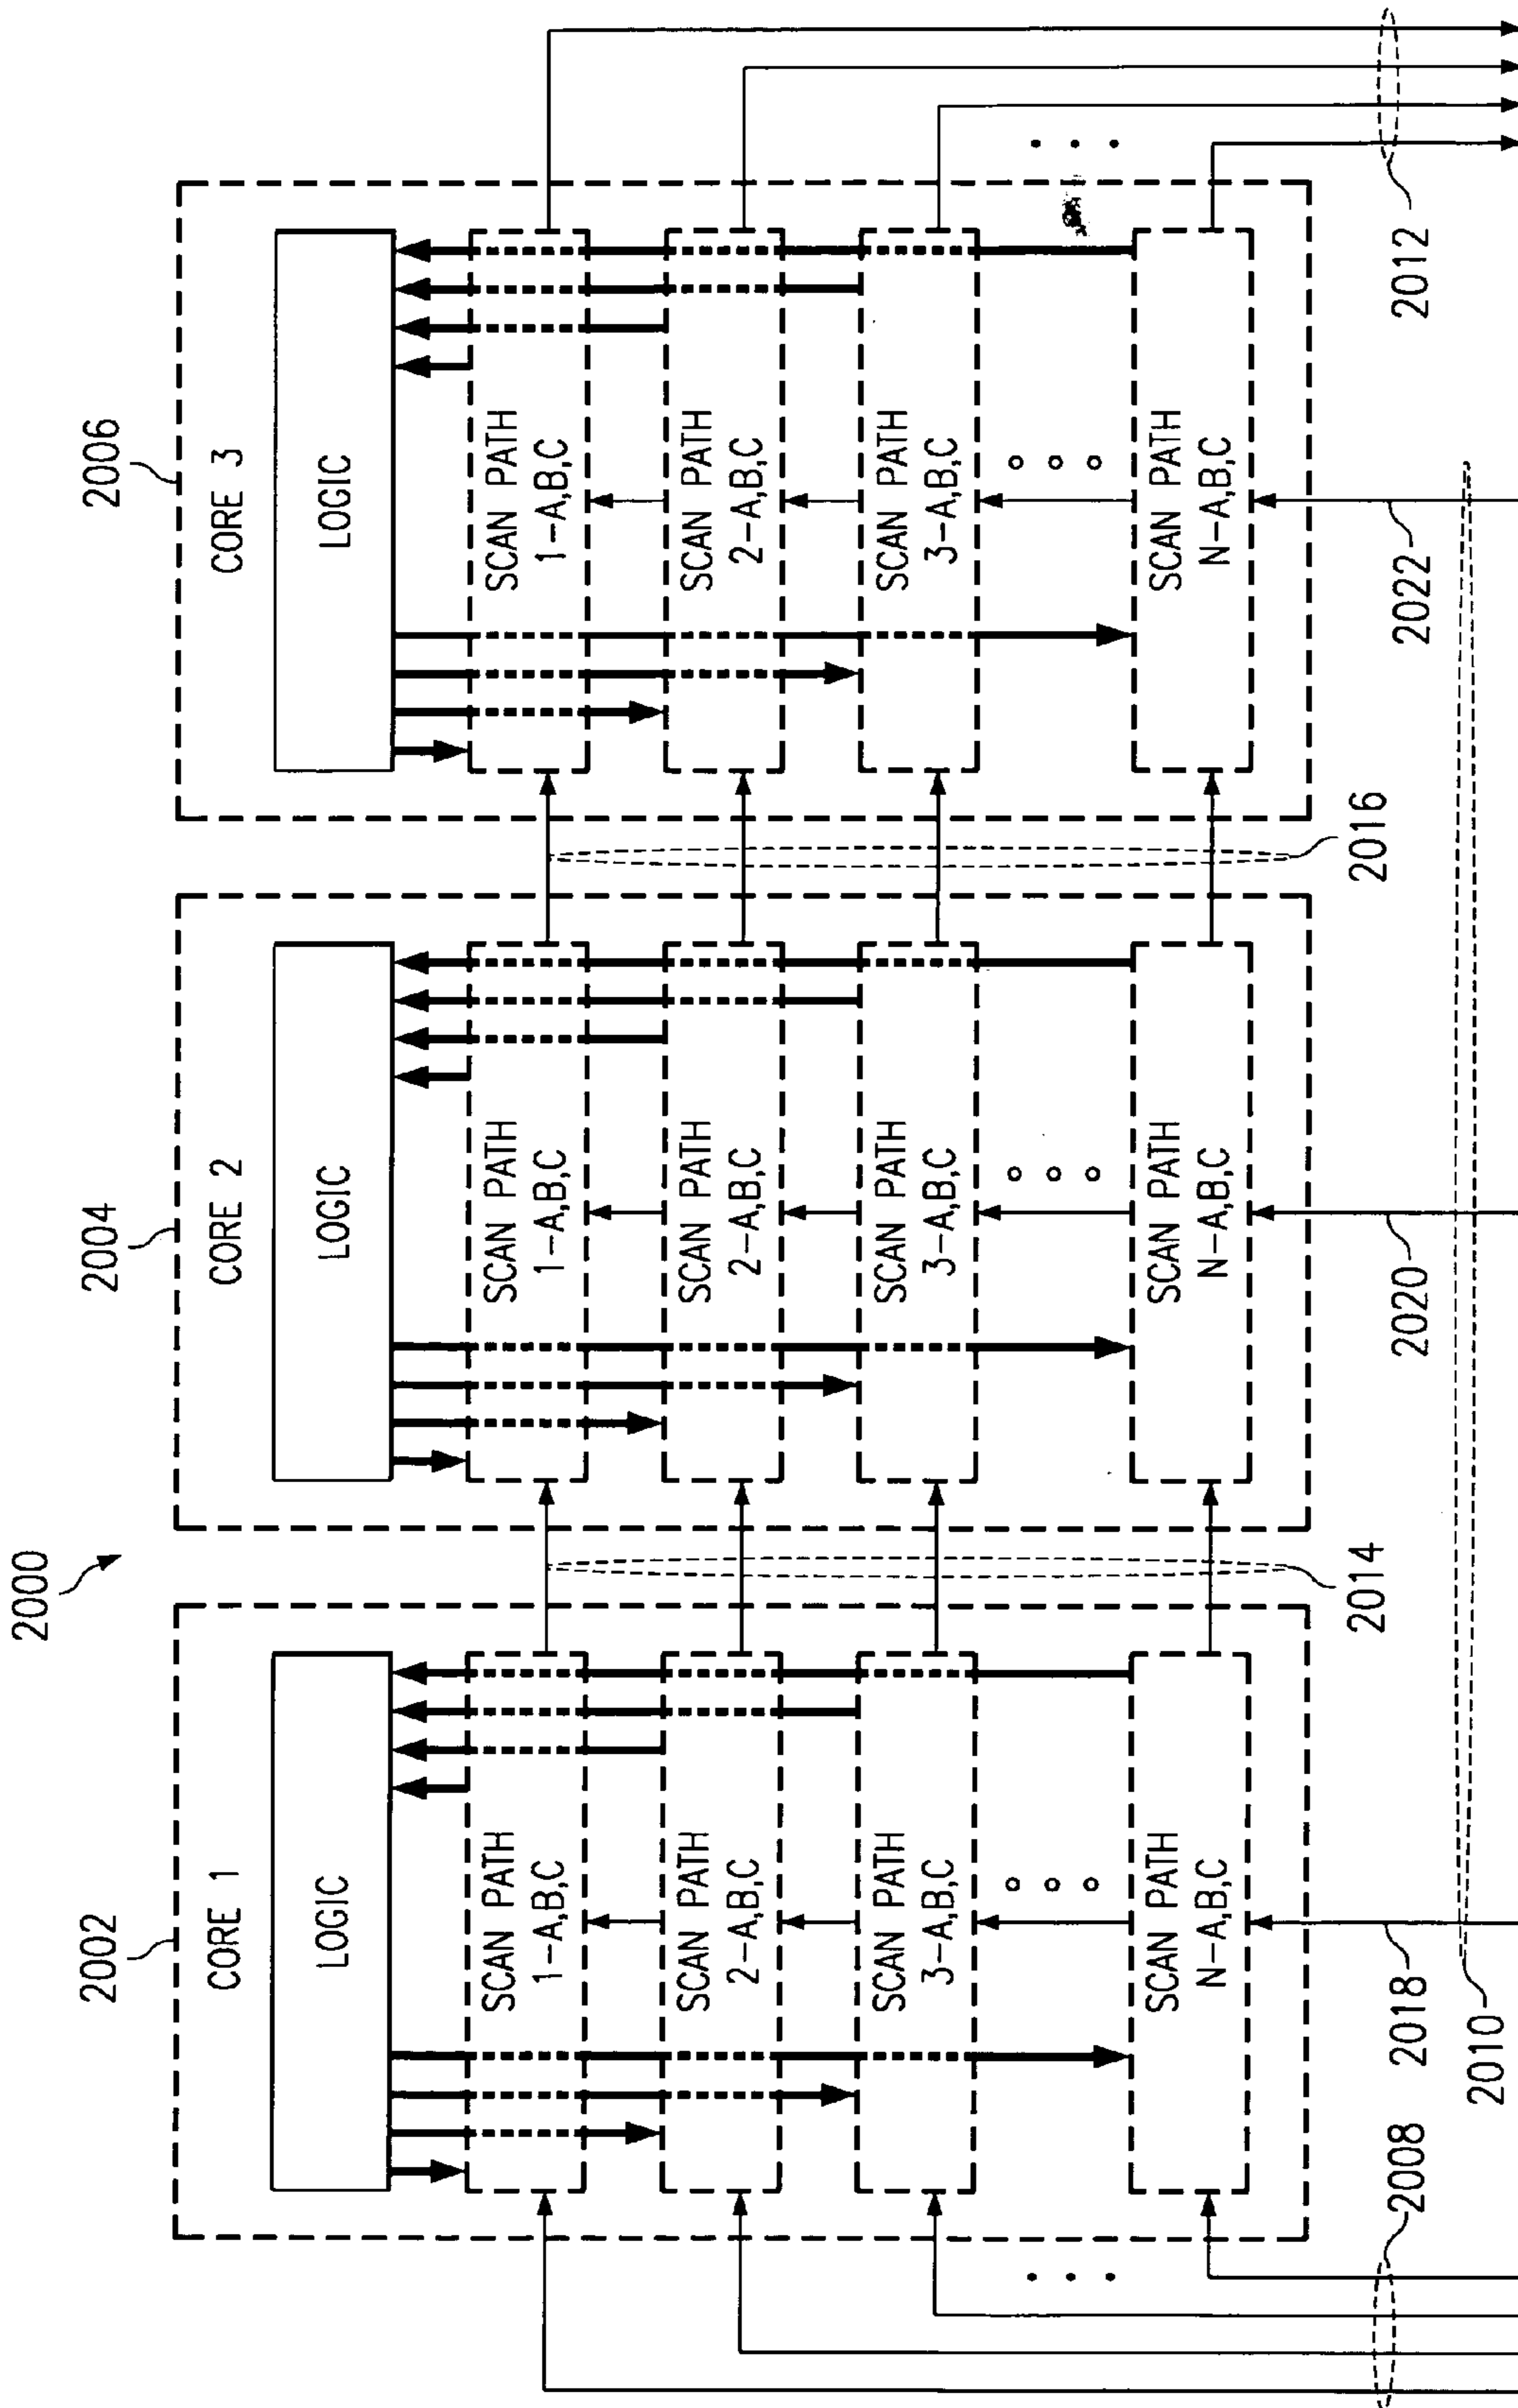 2000
2002
2004
2006
CORE 1
CORE 2
CORE 3
LOGIC
LOGIC
LOGIC
SCAN PATH
1-A,B,C
SCAN PATH
1-A,B,C
SCAN PATH
1-A,B,C
SCAN PATH
2-A,B,C
SCAN PATH
2-A,B,C
SCAN PATH
2-A,B,C
SCAN PATH
3-A,B,C
SCAN PATH
3-A,B,C
SCAN PATH
3-A,B,C
SCAN PATH
N-A,B,C
SCAN PATH
N-A,B,C
SCAN PATH
N-A,B,C
2014
2016
2008
2018
2020
2022
2012
2010